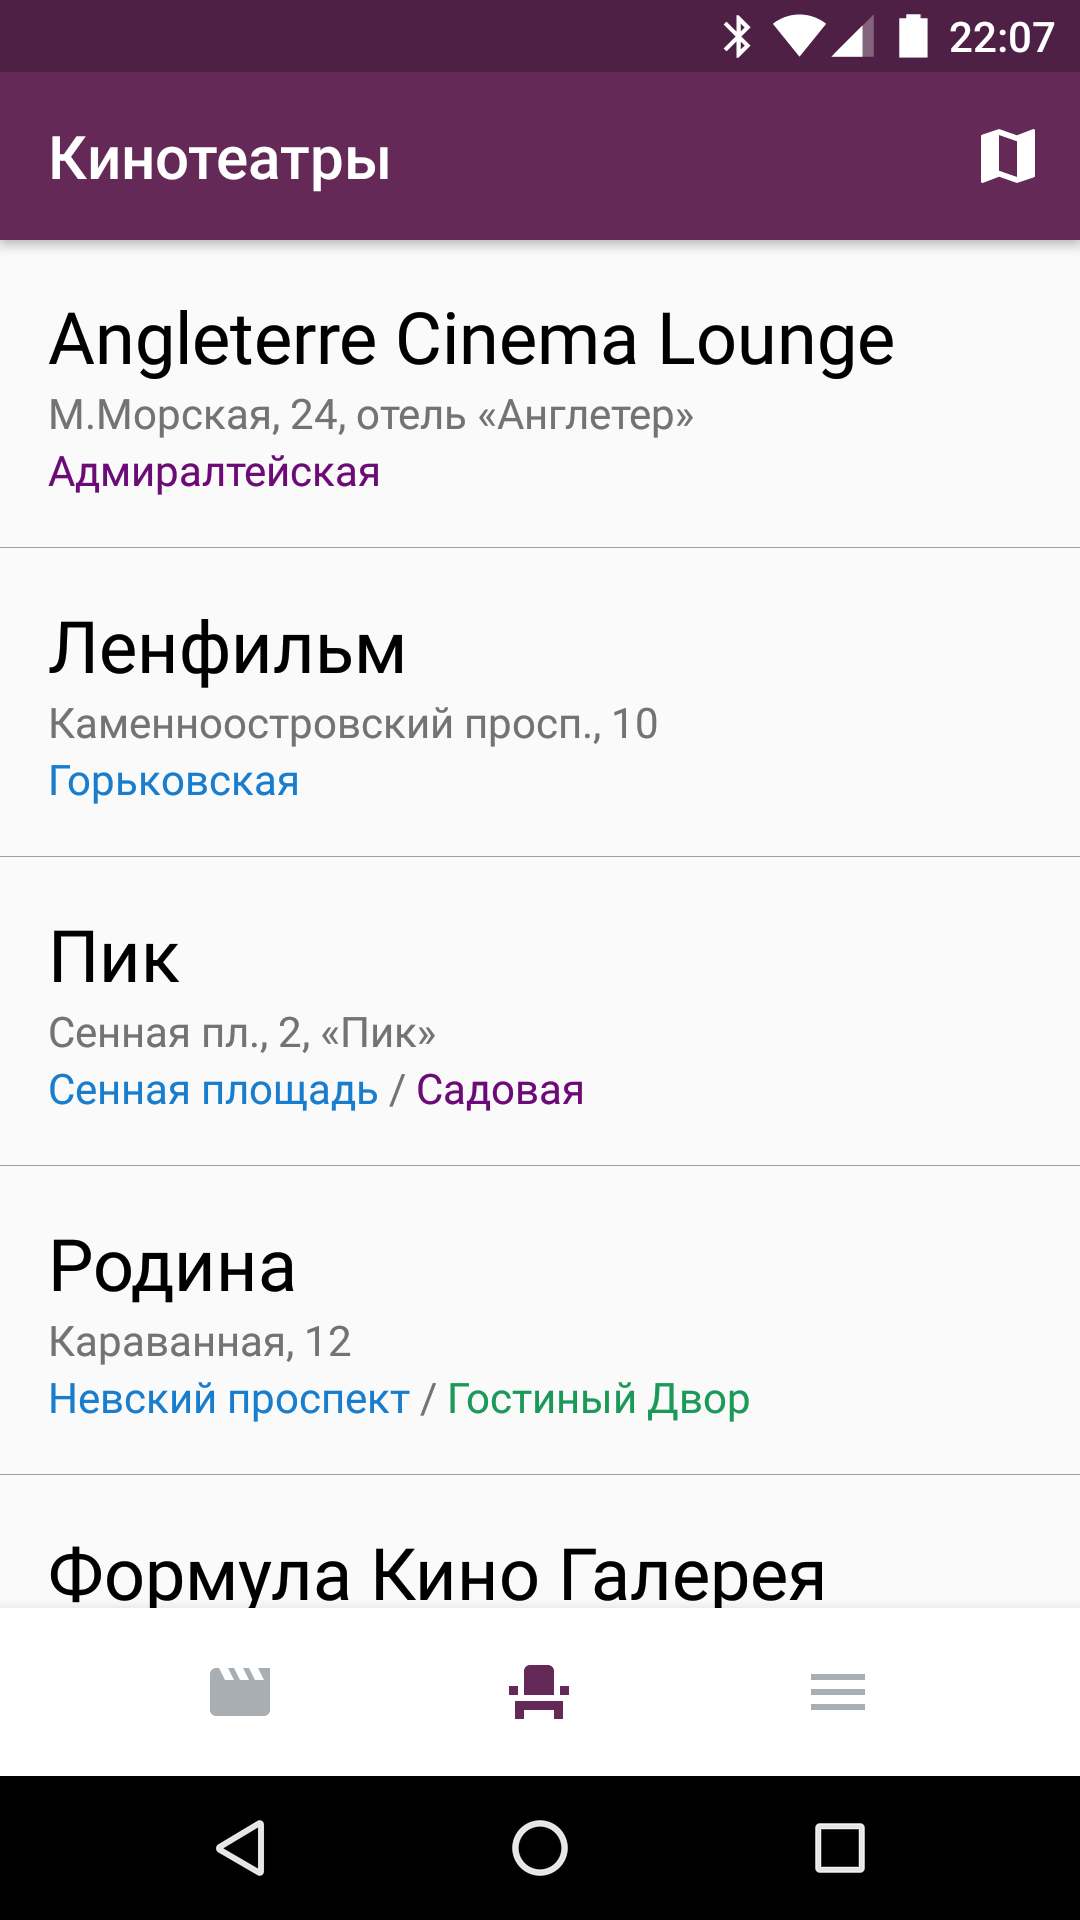 22:07
Кинотеатры
Angleterre Cinema Lounge
М.Морская, 24, отель «Англетер»
Адмиралтейская
Ленфильм
Каменноостровский просп., 10
Горьковская
Пик
Сенная пл., 2, «Пик»
Сенная площадь / Садовая
Родина
Караванная, 12
Невский проспект / Гостиный Двор
Формула Кино Галерея